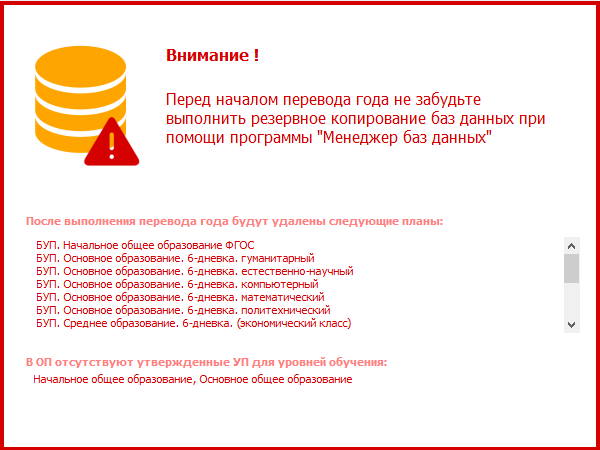 Внимание !
Перед началом перевода года не забудьте
выполнить резервное копирование баз данных при
помощи программы "Менеджер баз данных"
После выполнения перевода года будут удалены следующие планы:
БУП. Начальное общее образование ФГОС
БУП. Основное образование. 6-дневка. гуманитарный
БУП. Основное образование. 6-дневка. естественно-научный
БУП. Основное образование. 6-дневка. компьютерный
БУП. Основное образование. 6-дневка. математический
БУП. Основное образование. 6-дневка. политехнический
БУП. Среднее образование. 6-дневка. (экономический класс)
В ОП отсутствуют утвержденные УП для уровней обучения:
Начальное общее образование, Основное общее образование